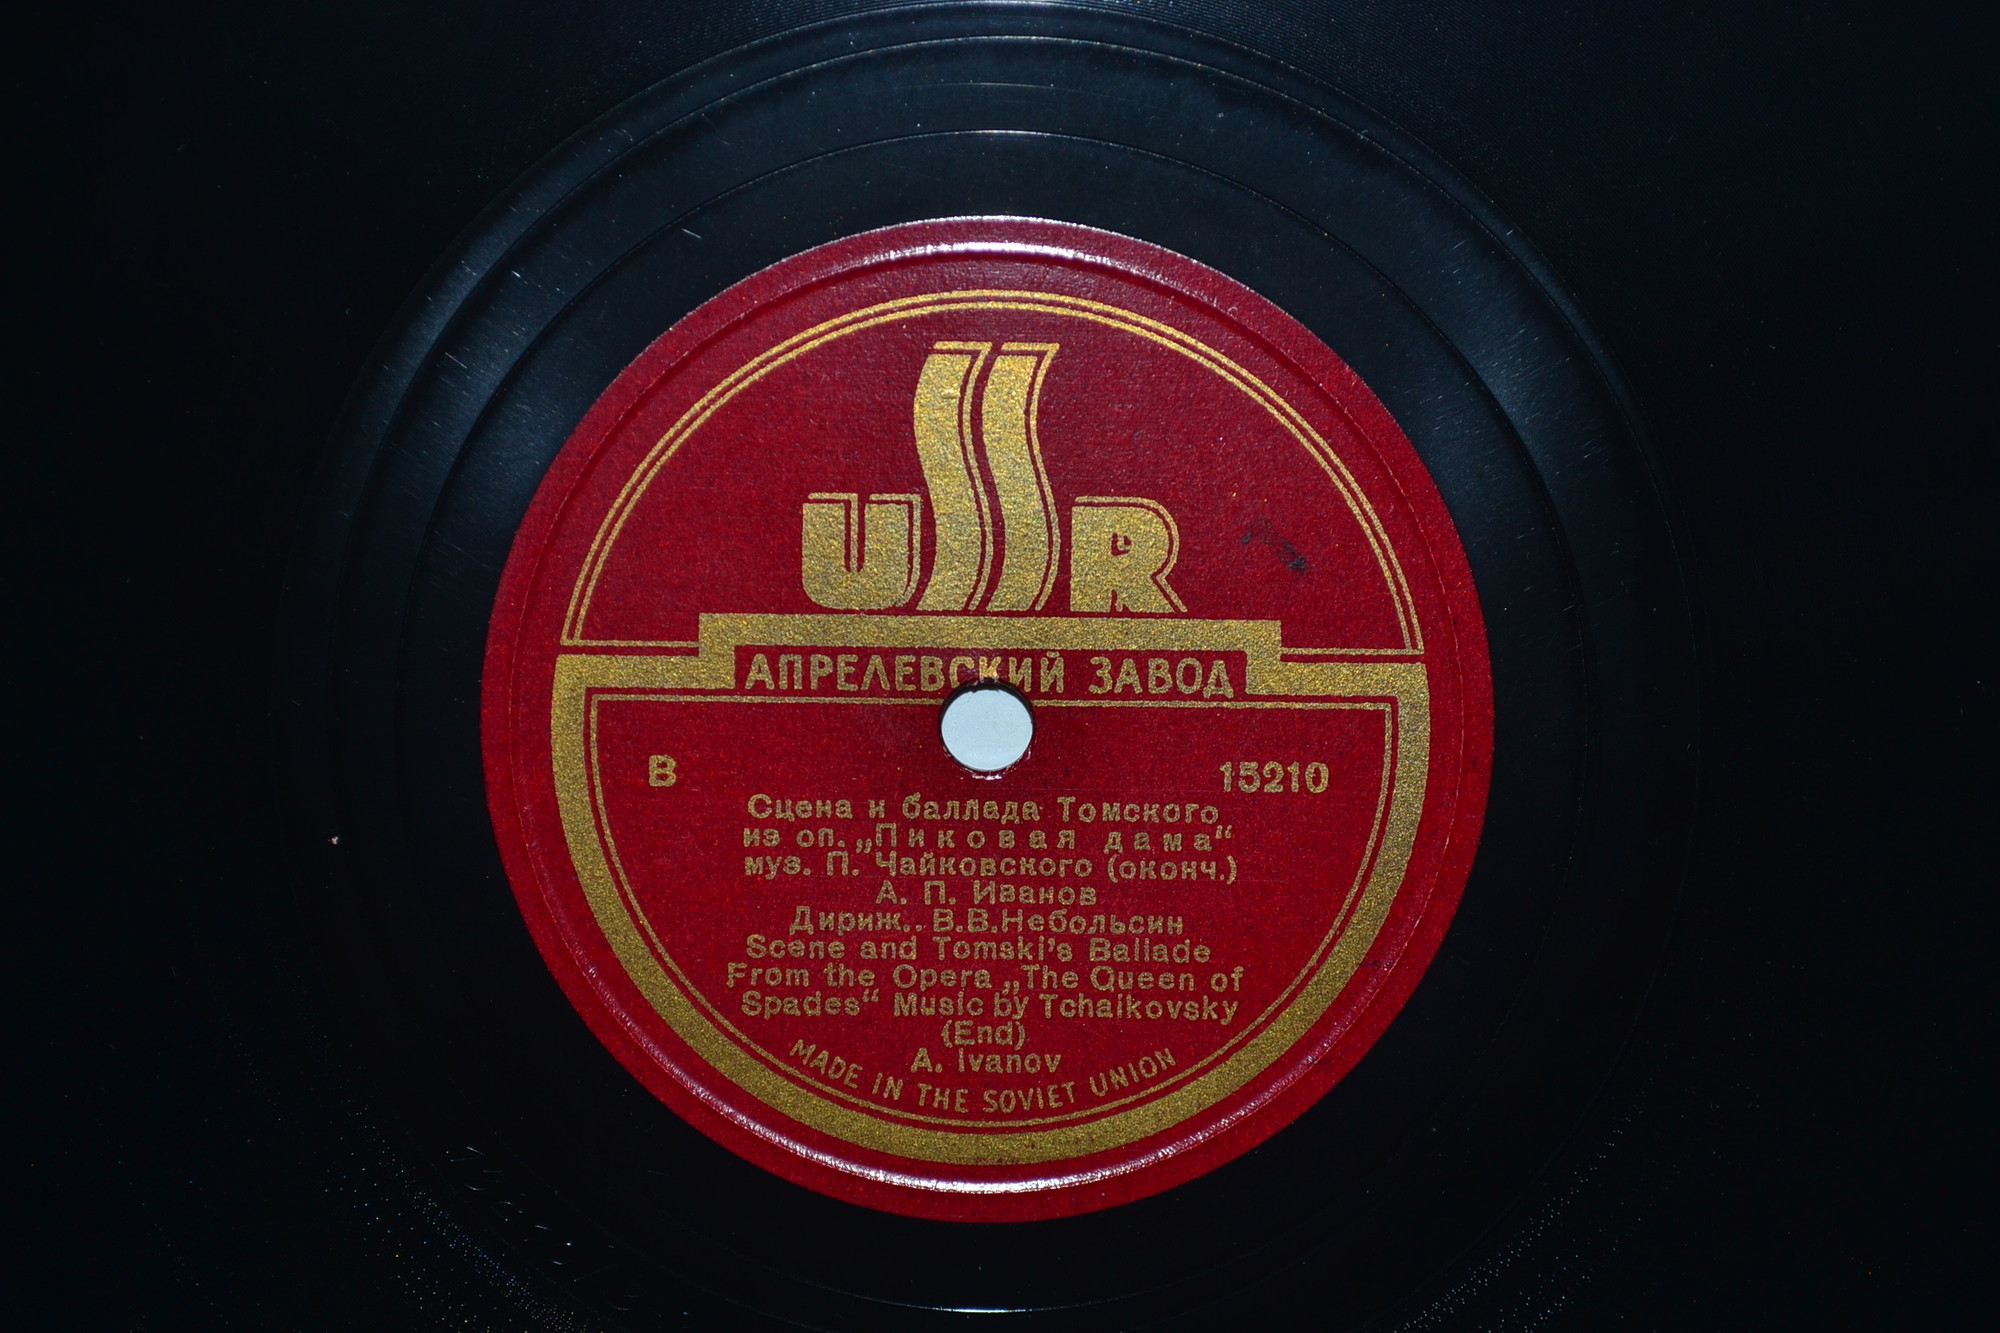 USSR
АПРЕЛЕВСКИЙ ЗАВОД
В 15210
Сцена и баллада Томского
из оп. „Пиковая дама“
муз. П. Чайковского (оконч.)
А. П. Иванов
Дириж.. В.В.Небольсин
Scene and Tomski's Ballade
From the Opera „The Queen of
Spades“ Music by Tchaikovsky
(End)
A. Ivanov
MADE IN THE SOVIET UNION